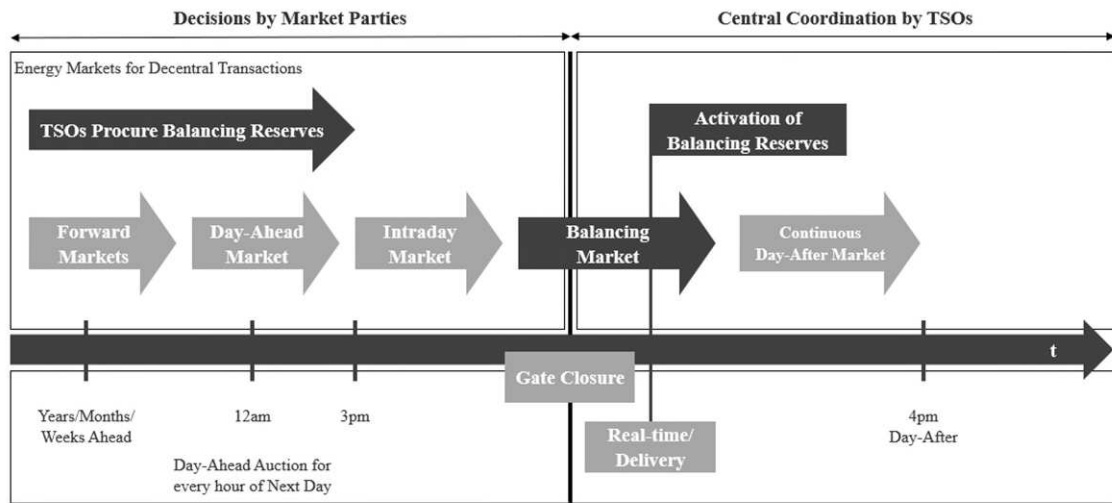 Decisions by Market Parties
Central Coordination by TSOs
Energy Markets for Decentral Transactions
TSOs Procure Balancing Reserves
Activation of
Balancing Reserves
Forward
Markets
Day-Ahead
Market
Intraday
Market
Balancing
Market
Continuous
Day-After Market
t
Gate Closure
Years/Months/
Weeks Ahead
12am
3pm
Real-time/
Delivery
4pm
Day-After
Day-Ahead Auction for
every hour of Next Day